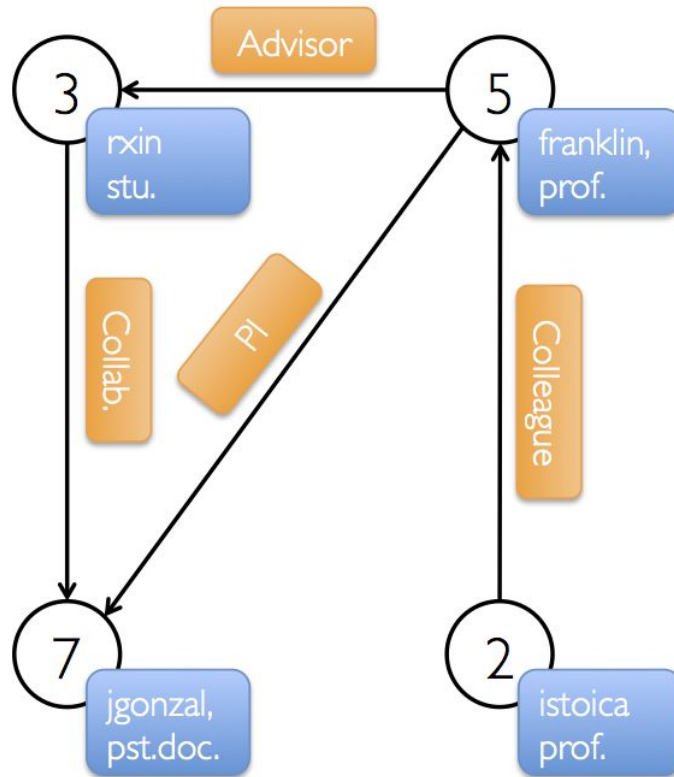 Advisor
3
5
rxin
stu.
franklin,
prof.
Collab.
PI
Colleague
7
2
jgonzal,
pst.doc.
istoica
prof.